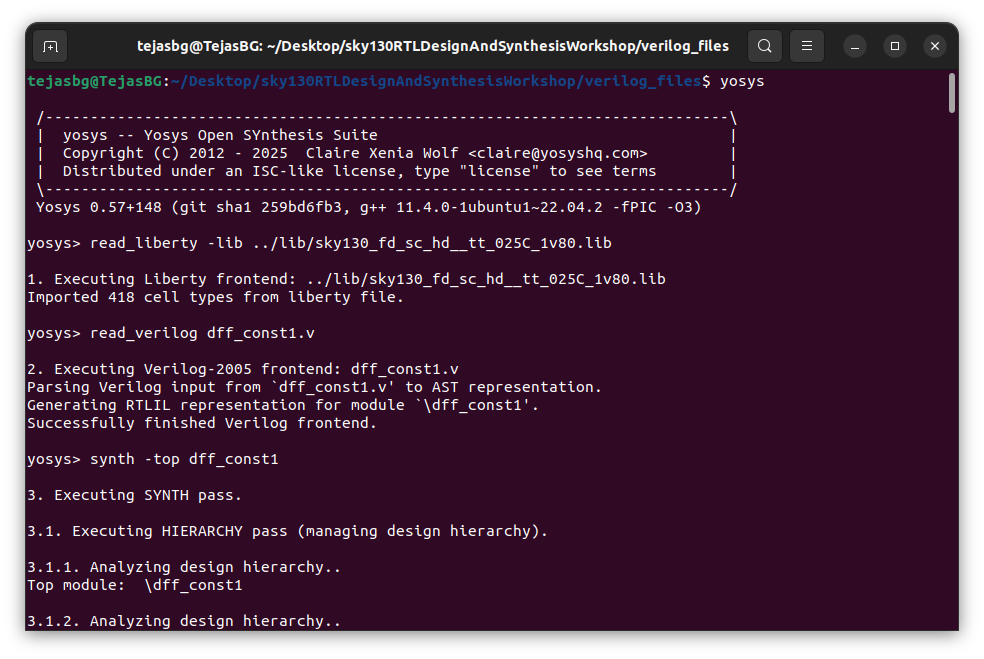 tejasbg@TejasBG: ~/Desktop/sky130RTLDesignAndSynthesisWorkshop/verilog_files
tejasbg@TejasBG:~/Desktop/sky130RTLDesignAndSynthesisWorkshop/verilog_files$ yosys
/----------------------------------------------------------------------------\
| yosys -- Yosys Open SYnthesis Suite |
| Copyright (C) 2012 - 2025 Claire Xenia Wolf <claire@yosyshq.com> |
| Distributed under an ISC-like license, type "license" to see terms |
\----------------------------------------------------------------------------/
Yosys 0.57+148 (git sha1 259bd6fb3, g++ 11.4.0-1ubuntu1~22.04.2 -fPIC -O3)
yosys> read_liberty -lib ../lib/sky130_fd_sc_hd__tt_025C_1v80.lib
1. Executing Liberty frontend: ../lib/sky130_fd_sc_hd__tt_025C_1v80.lib
Imported 418 cell types from liberty file.
yosys> read_verilog dff_const1.v
2. Executing Verilog-2005 frontend: dff_const1.v
Parsing Verilog input from `dff_const1.v' to AST representation.
Generating RTLIL representation for module `\dff_const1'.
Successfully finished Verilog frontend.
yosys> synth -top dff_const1
3. Executing SYNTH pass.
3.1. Executing HIERARCHY pass (managing design hierarchy).
3.1.1. Analyzing design hierarchy..
Top module:  \dff_const1
3.1.2. Analyzing design hierarchy..